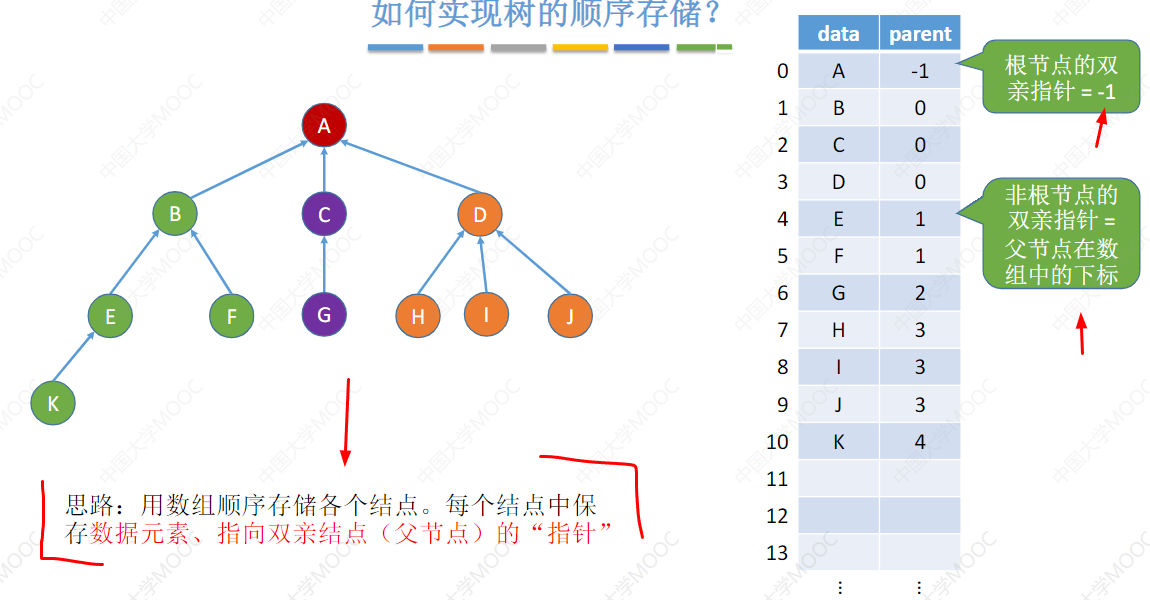 如何实现树的顺序存储？
A
B
C
D
E
F
G
H
I
J
K
思路：用数组顺序存储各个结点。每个结点中保
存数据元素、指向双亲结点（父节点）的“指针”
data parent
0 A -1
1 B 0
2 C 0
3 D 0
4 E 1
5 F 1
6 G 2
7 H 3
8 I 3
9 J 3
10 K 4
11
12
13
⋮ ⋮
根节点的双
亲指针 = -1
非根节点的
双亲指针 =
父节点在数
组中的下标
中国大学MOOC